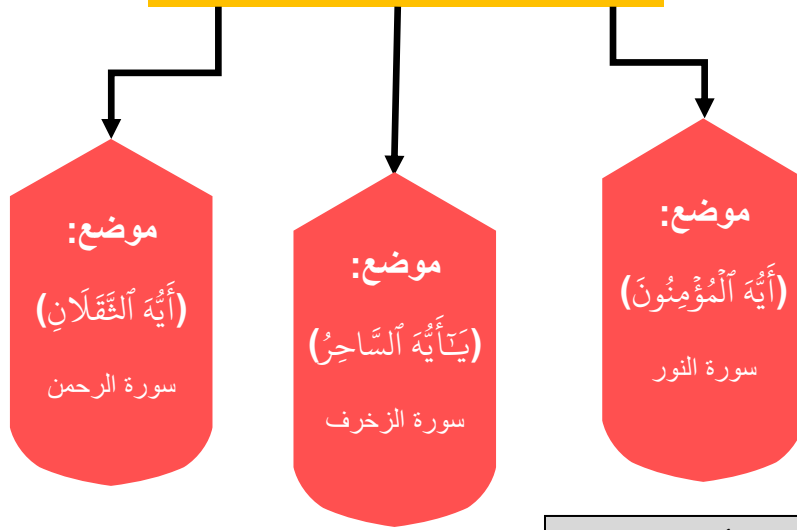 موضع:
(أَيُّهَ ٱلْمُؤْمِنُونَ)
سورة النور
موضع:
(يَـٰٓأَيُّهَ ٱلسَّاحِرُ)
سورة الزخرف
موضع:
(أَيُّهَ ٱلثَّقَلَانِ)
سورة الرحمن